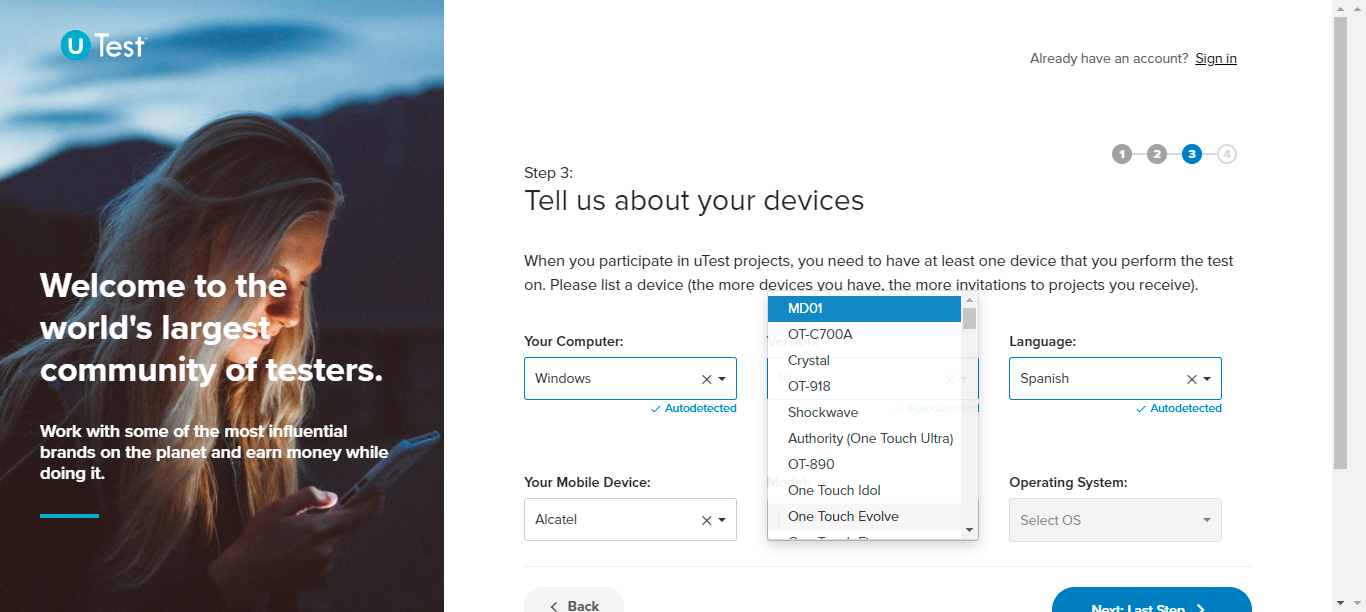 uTest
Already have an account? Sign in
1 2 3 4
Step 3:
Tell us about your devices
Welcome to the
world's largest
community of testers.
Work with some of the most influential
brands on the planet and earn money while
doing it.
When you participate in uTest projects, you need to have at least one device that you perform the test
on. Please list a device (the more devices you have, the more invitations to projects you receive).
Your Computer:
Windows
Autodetected
Version:
10
Autodetected
Language:
Spanish
Autodetected
MD01
OT-C700A
Crystal
OT-918
Shockwave
Authority (One Touch Ultra)
OT-890
One Touch Idol
One Touch Evolve
Your Mobile Device:
Alcatel
Model:
Operating System:
Select OS
Back
Next: Last Step